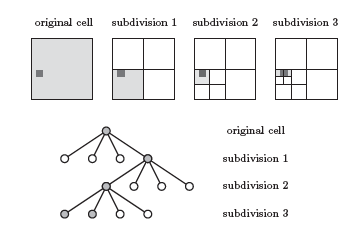 original cell subdivision 1 subdivision 2 subdivision 3
original cell
subdivision 1
subdivision 2
subdivision 3